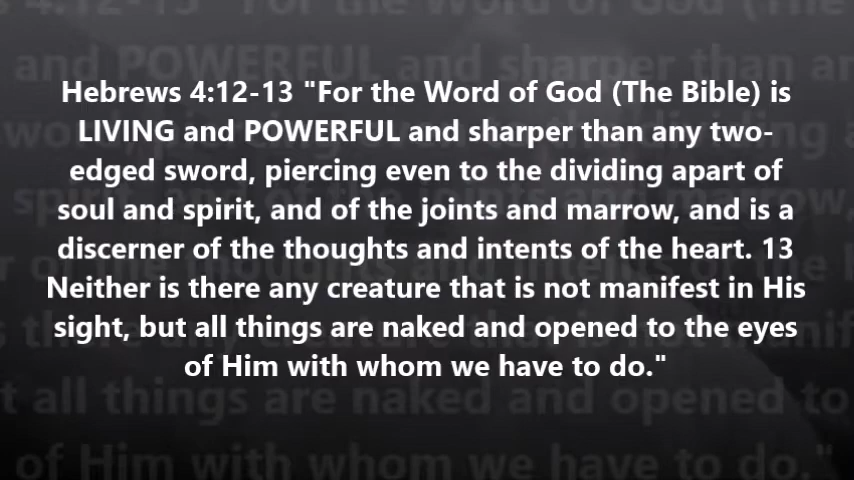 Hebrews 4:12-13 "For the Word of God (The Bible) is
LIVING and POWERFUL and sharper than any two-
edged sword, piercing even to the dividing apart of
soul and spirit, and of the joints and marrow, and is a
discerner of the thoughts and intents of the heart. 13
Neither is there any creature that is not manifest in His
sight, but all things are naked and opened to the eyes
of Him with whom we have to do."